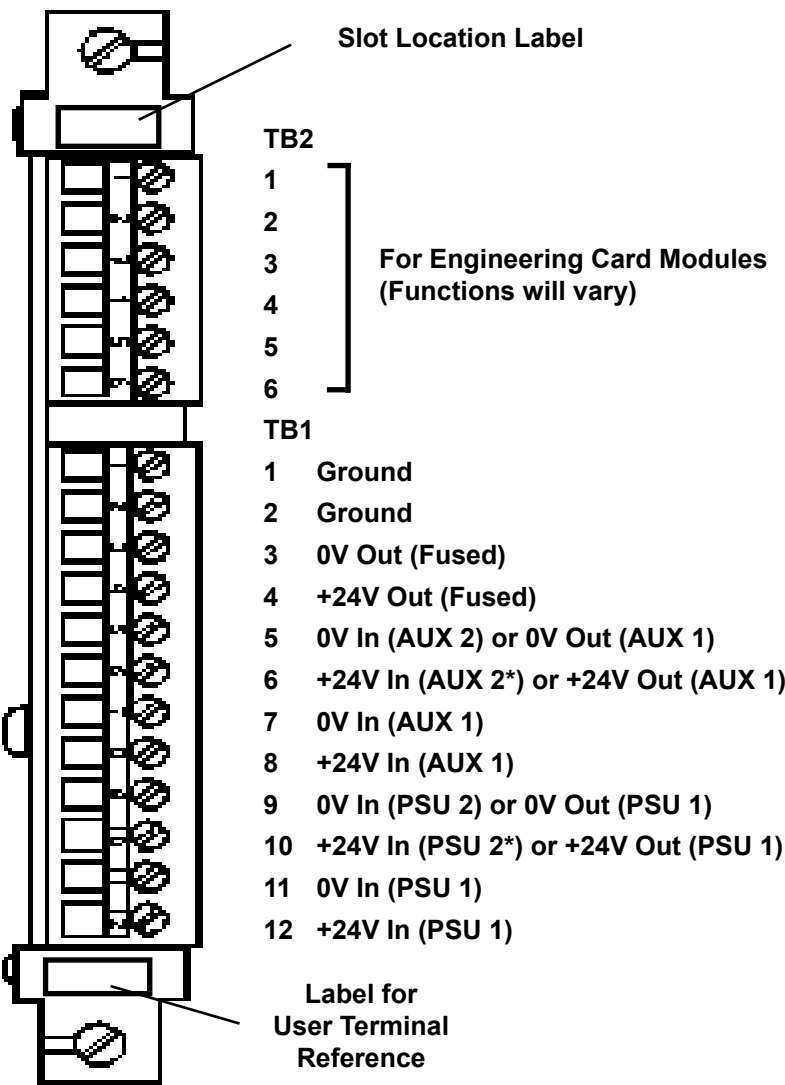 Slot Location Label
TB2
1
2
3
4
5
6
For Engineering Card Modules
(Functions will vary)
TB1
1 Ground
2 Ground
3 0V Out (Fused)
4 +24V Out (Fused)
5 0V In (AUX 2) or 0V Out (AUX 1)
6 +24V In (AUX 2*) or +24V Out (AUX 1)
7 0V In (AUX 1)
8 +24V In (AUX 1)
9 0V In (PSU 2) or 0V Out (PSU 1)
10 +24V In (PSU 2*) or +24V Out (PSU 1)
11 0V In (PSU 1)
12 +24V In (PSU 1)
Label for
User Terminal
Reference